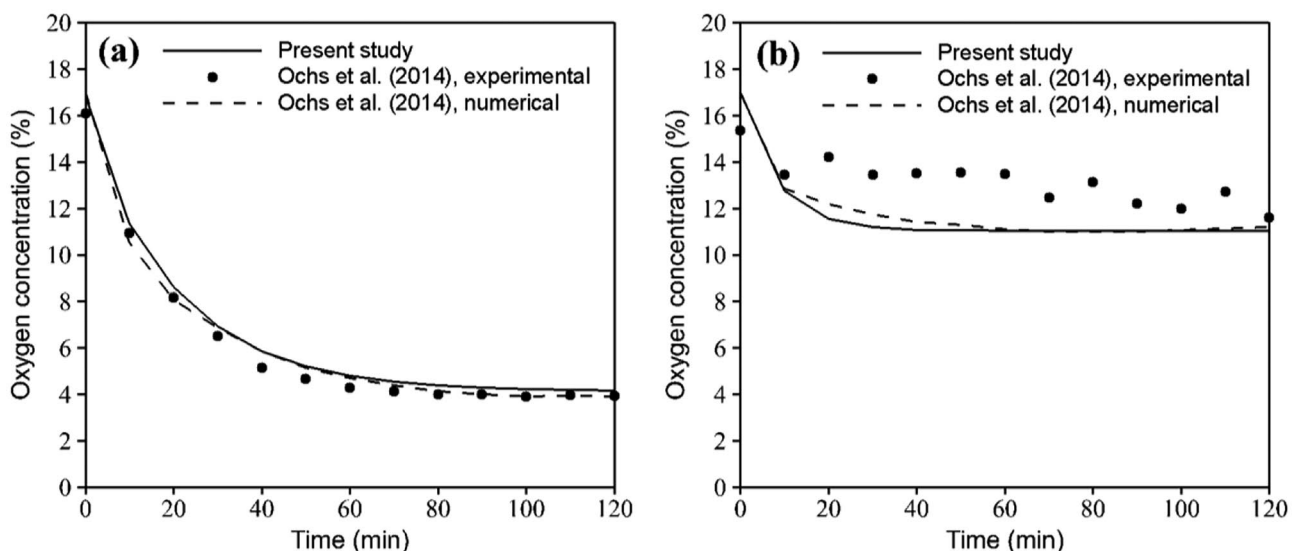 (a)
Present study
Ochs et al. (2014), experimental
Ochs et al. (2014), numerical
Oxygen concentration (%)
20
18
16
14
12
10
8
6
4
2
0
0 20 40 60 80 100 120
Time (min)
(b)
Present study
Ochs et al. (2014), experimental
Ochs et al. (2014), numerical
Oxygen concentration (%)
20
18
16
14
12
10
8
6
4
2
0
0 20 40 60 80 100 120
Time (min)